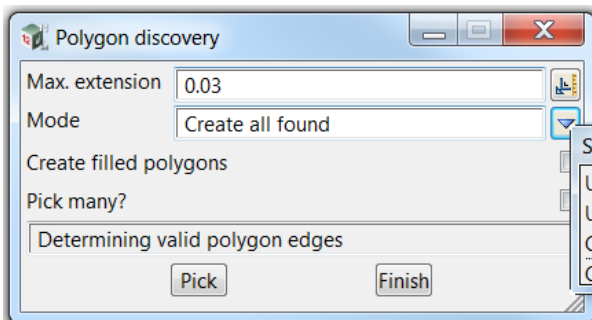 Polygon discovery
Max. extension 0.03
Mode Create all found
Create filled polygons
Pick many?
Determining valid polygon edges
Pick Finish